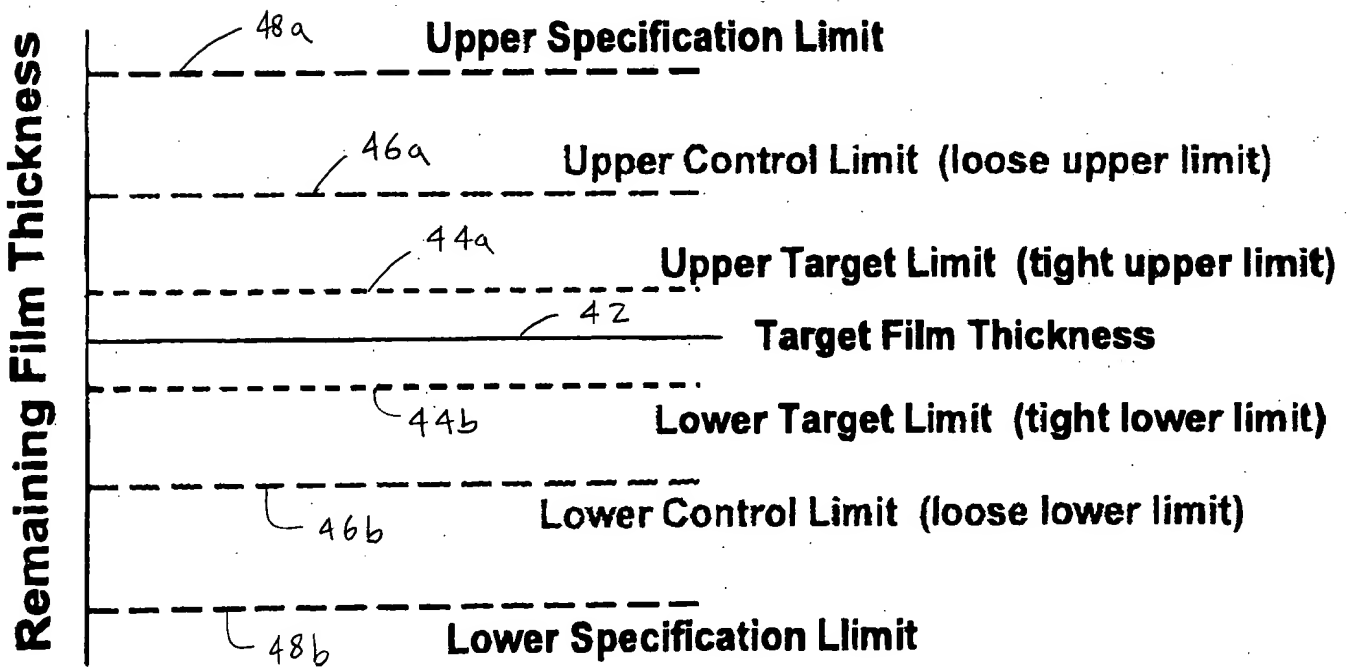 Remaining Film Thickness
48a
Upper Specification Limit
46a
Upper Control Limit (loose upper limit)
44a
Upper Target Limit (tight upper limit)
42
Target Film Thickness
44b
Lower Target Limit (tight lower limit)
46b
Lower Control Limit (loose lower limit)
48b
Lower Specification Llimit